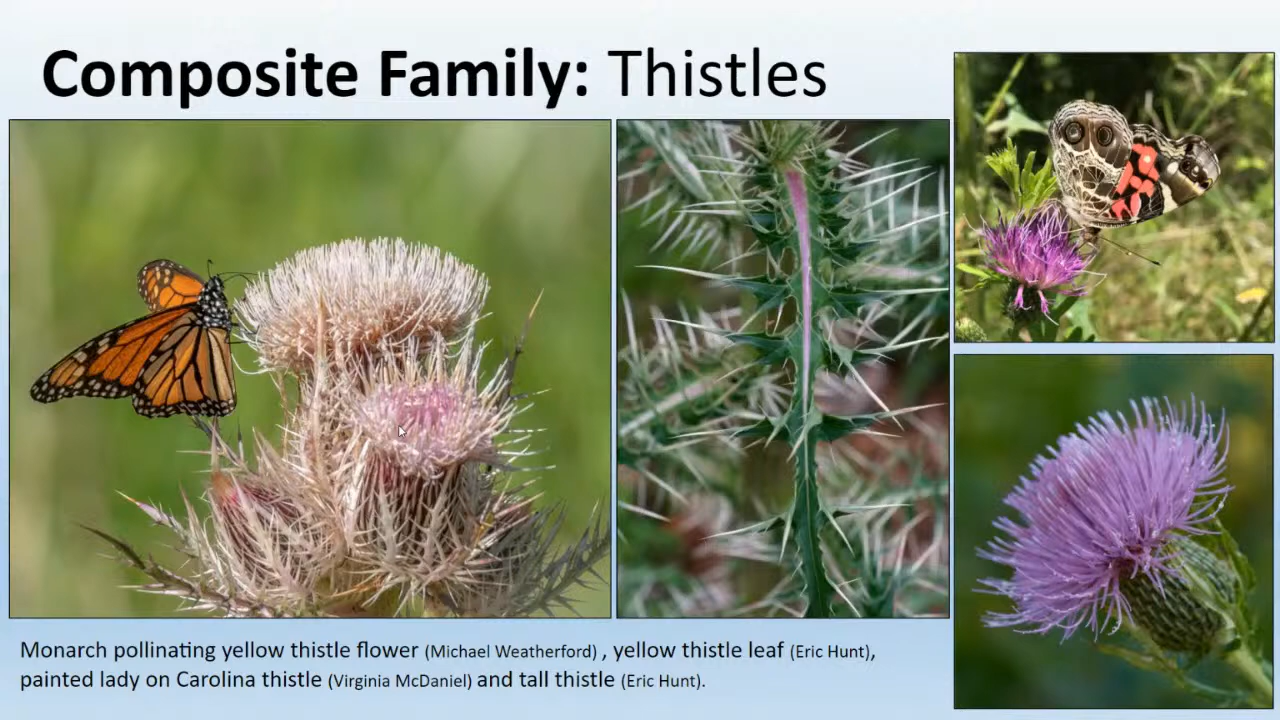 Composite Family: Thistles
Monarch pollinating yellow thistle flower (Michael Weatherford) , yellow thistle leaf (Eric Hunt),
painted lady on Carolina thistle (Virginia McDaniel) and tall thistle (Eric Hunt).